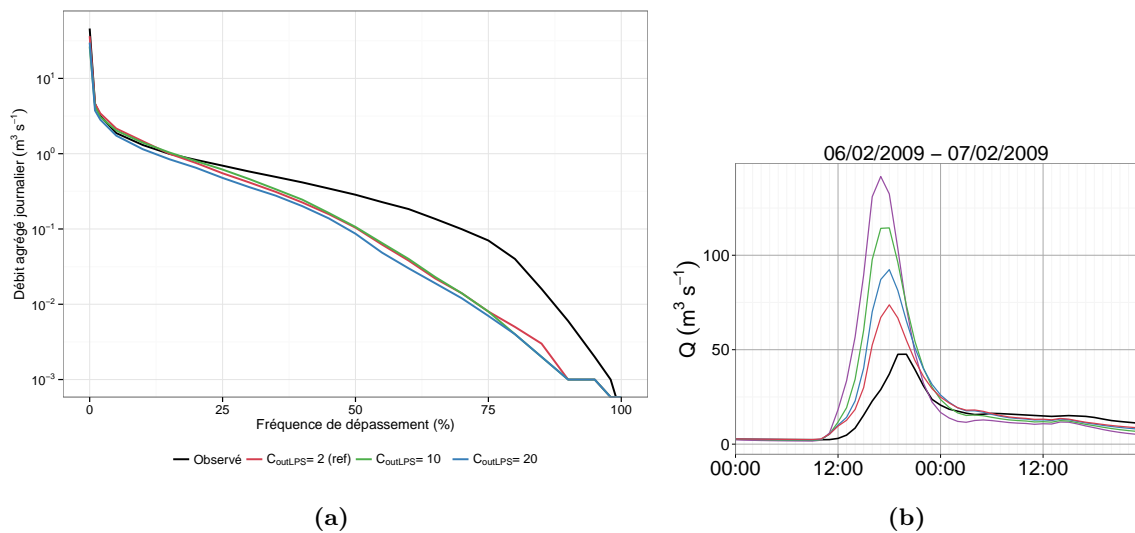 10¹
10⁰
10⁻¹
10⁻²
10⁻³
Débit agrégé journalier (m³ s⁻¹)
0 25 50 75 100
Fréquence de dépassement (%)
Observé C_outLPS= 2 (ref) C_outLPS= 10 C_outLPS= 20
(a)
06/02/2009 – 07/02/2009
100
50
0
Q (m³ s⁻¹)
00:00 12:00 00:00 12:00
(b)